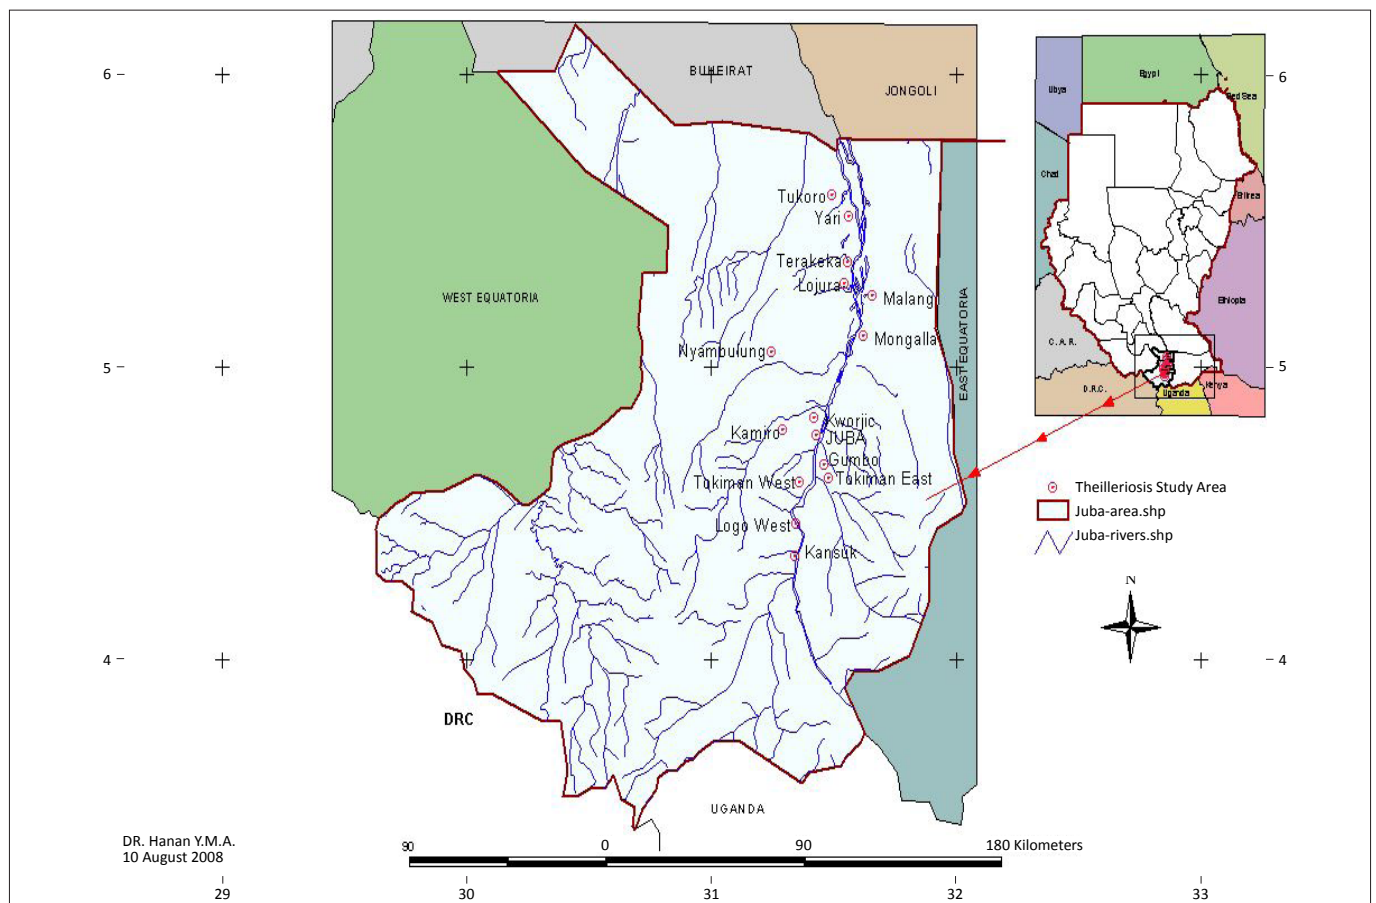 6
BUHEIRAT
JONGOLI
Egypt
Libya
Red Sea
6
Chad
Eritrea
Tukoro
Yari
Terakeka
Lojura
Malang
WEST EQUATORIA
EAST EQUATORIA
Ethiopia
Mongalla
C.A.R.
Nyambulung
5
5
D.R.C.
Uganda
Kenya
Kworjic
Kamiro
JUBA
Gumbo
Tokiman West
Tokiman East
Theilleriosis Study Area
Juba-area.shp
Logo West
Juba-rivers.shp
Kansuk
N
4
4
DRC
UGANDA
DR. Hanan Y.M.A.
10 August 2008
90
0
90
180 Kilometers
29
30
31
32
33